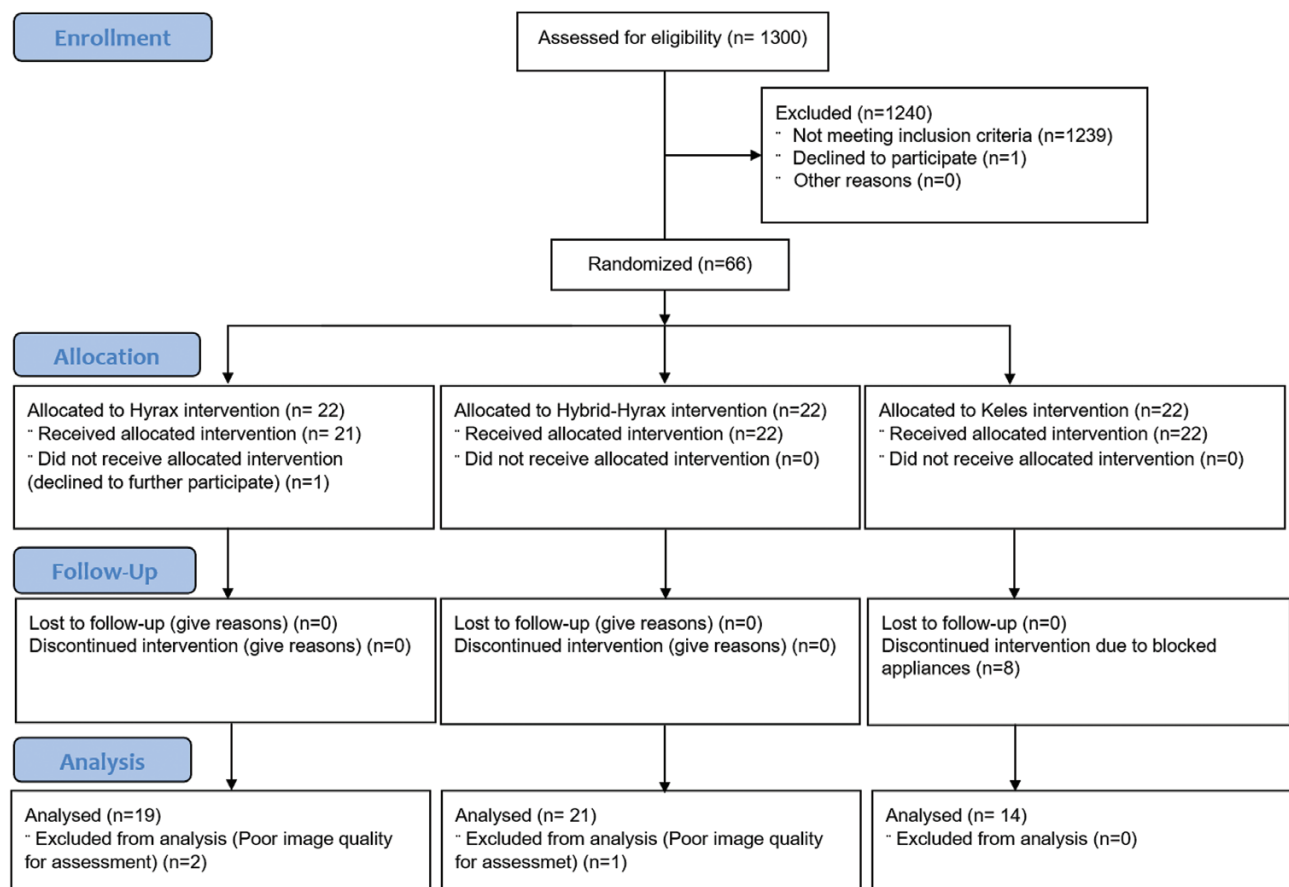 Enrollment
Assessed for eligibility (n= 1300)
Excluded (n=1240)
¨ Not meeting inclusion criteria (n=1239)
¨ Declined to participate (n=1)
¨ Other reasons (n=0)
Randomized (n=66)
Allocation
Allocated to Hyrax intervention (n= 22)
¨ Received allocated intervention (n= 21)
¨ Did not receive allocated intervention
(declined to further participate) (n=1)
Allocated to Hybrid-Hyrax intervention (n=22)
¨ Received allocated intervention (n=22)
¨ Did not receive allocated intervention (n=0)
Allocated to Keles intervention (n=22)
¨ Received allocated intervention (n=22)
¨ Did not receive allocated intervention (n=0)
Follow-Up
Lost to follow-up (give reasons) (n=0)
Discontinued intervention (give reasons) (n=0)
Lost to follow-up (give reasons) (n=0)
Discontinued intervention (give reasons) (n=0)
Lost to follow-up (n=0)
Discontinued intervention due to blocked
appliances (n=8)
Analysis
Analysed (n=19)
¨ Excluded from analysis (Poor image quality
for assessment) (n=2)
Analysed (n= 21)
¨ Excluded from analysis (Poor image quality
for assessmet) (n=1)
Analysed (n= 14)
¨ Excluded from analysis (n=0)